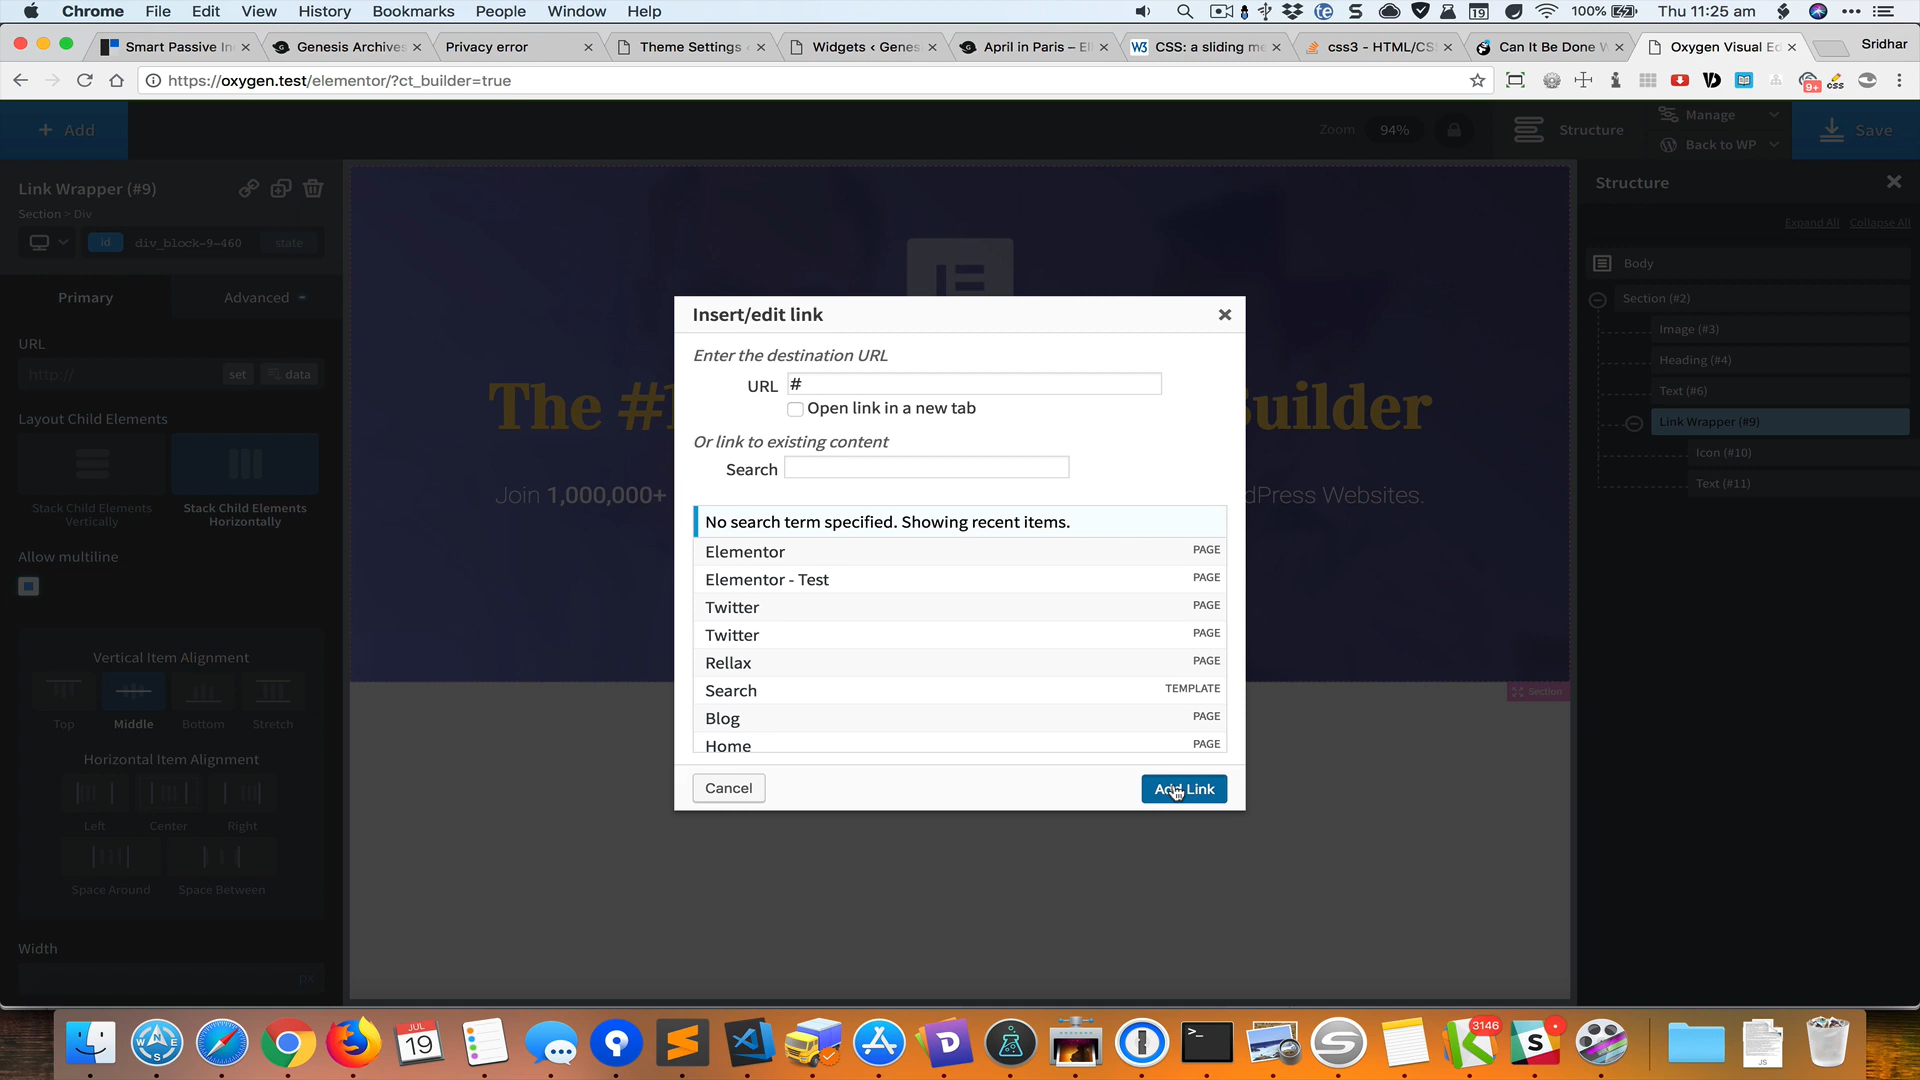 Chrome File Edit View History Bookmarks People Window Help 19 100% Thu 11:25 am
Smart Passive In Genesis Archives Privacy error Theme Settings ‹ Widgets ‹ Genes April in Paris – El CSS: a sliding me css3 - HTML/CS Can It Be Done W Oxygen Visual Ed Sridhar
https://oxygen.test/elementor/?ct_builder=true
+ Add
Zoom 94%
Structure
Manage
Back to WP
Save
Link Wrapper (#9)
Section > Div
id div_block-9-460 state
Primary Advanced
URL
http:// set data
Layout Child Elements
Stack Child Elements Vertically
Stack Child Elements Horizontally
Allow multiline
Vertical Item Alignment
Top Middle Bottom Stretch
Horizontal Item Alignment
Left Center Right
Space Around Space Between
Width
px
The #1
Builder
Join 1,000,000+
dPress Websites.
Section
Insert/edit link
Enter the destination URL
URL #
Open link in a new tab
Or link to existing content
Search
No search term specified. Showing recent items.
Elementor PAGE
Elementor - Test PAGE
Twitter PAGE
Twitter PAGE
Rellax PAGE
Search TEMPLATE
Blog PAGE
Home PAGE
Cancel Add Link
Structure
Expand All Collapse All
Body
Section (#2)
Image (#3)
Heading (#4)
Text (#6)
Link Wrapper (#9)
Icon (#10)
Text (#11)
JUL
19
3146
JS